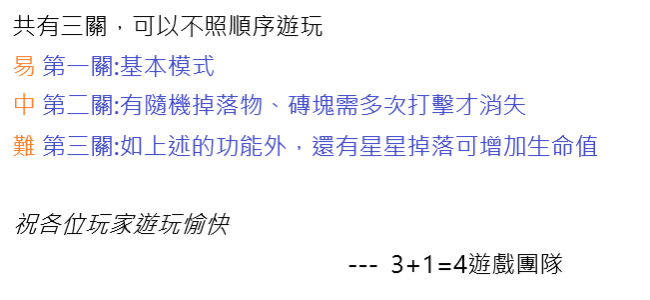 共有三關，可以不照順序遊玩
易 第一關:基本模式
中 第二關:有隨機掉落物、磚塊需多次打擊才消失
難 第三關:如上述的功能外，還有星星掉落可增加生命值
祝各位玩家遊玩愉快
--- 3+1=4遊戲團隊